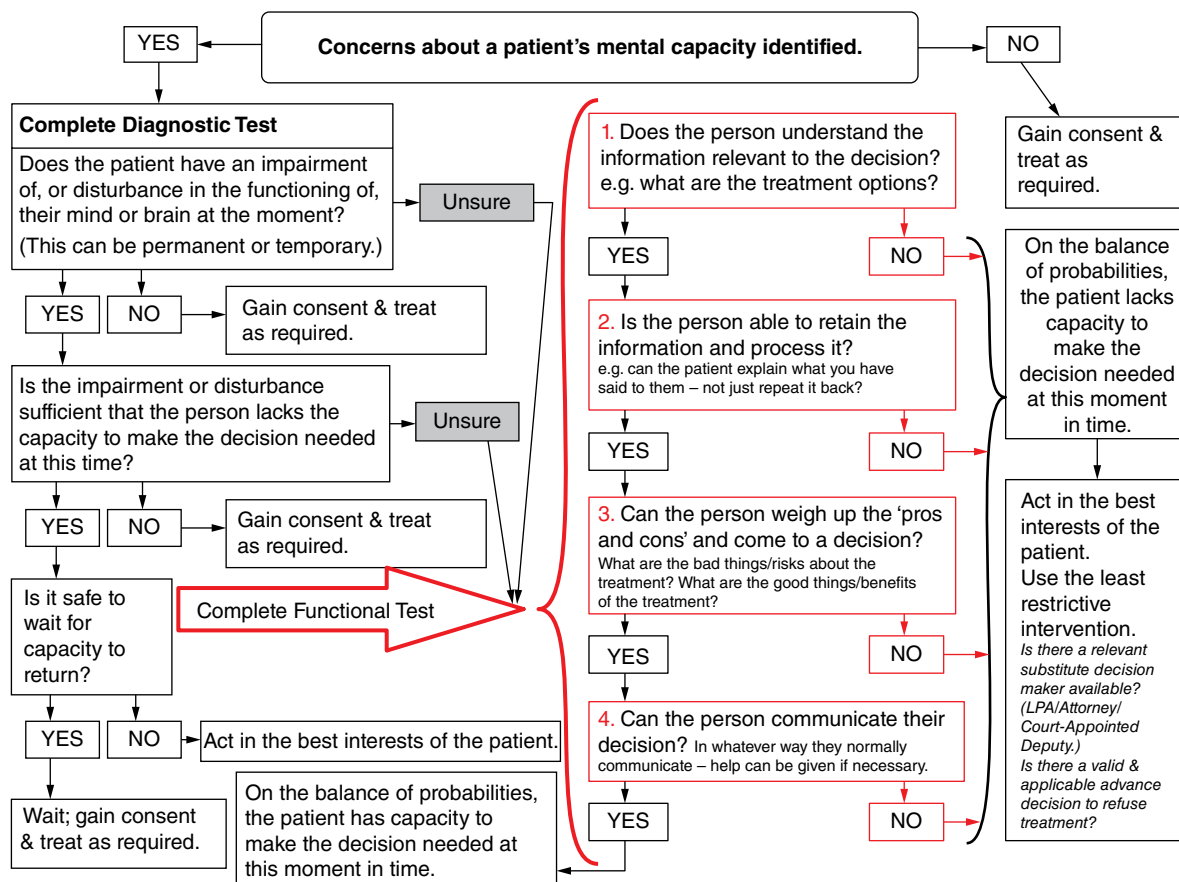 Concerns about a patient’s mental capacity identified.
YES
NO
Complete Diagnostic Test
Does the patient have an impairment
of, or disturbance in the functioning of,
their mind or brain at the moment?
(This can be permanent or temporary.)
Unsure
YES
NO
Gain consent & treat
as required.
Is the impairment or disturbance
sufficient that the person lacks the
capacity to make the decision needed
at this time?
Unsure
YES
NO
Gain consent & treat
as required.
Is it safe to
wait for
capacity to
return?
Complete Functional Test
YES
NO
Act in the best interests of the patient.
Wait; gain consent
& treat as required.
1. Does the person understand the
information relevant to the decision?
e.g. what are the treatment options?
YES
NO
2. Is the person able to retain the
information and process it?
e.g. can the patient explain what you have
said to them – not just repeat it back?
YES
NO
3. Can the person weigh up the ‘pros
and cons’ and come to a decision?
What are the bad things/risks about the
treatment? What are the good things/benefits
of the treatment?
YES
NO
4. Can the person communicate their
decision? In whatever way they normally
communicate – help can be given if necessary.
YES
NO
On the balance of probabilities,
the patient has capacity to
make the decision needed at
this moment in time.
Gain consent &
treat as
required.
On the balance
of probabilities,
the patient lacks
capacity to
make the
decision needed
at this moment
in time.
Act in the best
interests of the
patient.
Use the least
restrictive
intervention.
Is there a relevant
substitute decision
maker available?
(LPA/Attorney/
Court-Appointed
Deputy.)
Is there a valid &
applicable advance
decision to refuse
treatment?